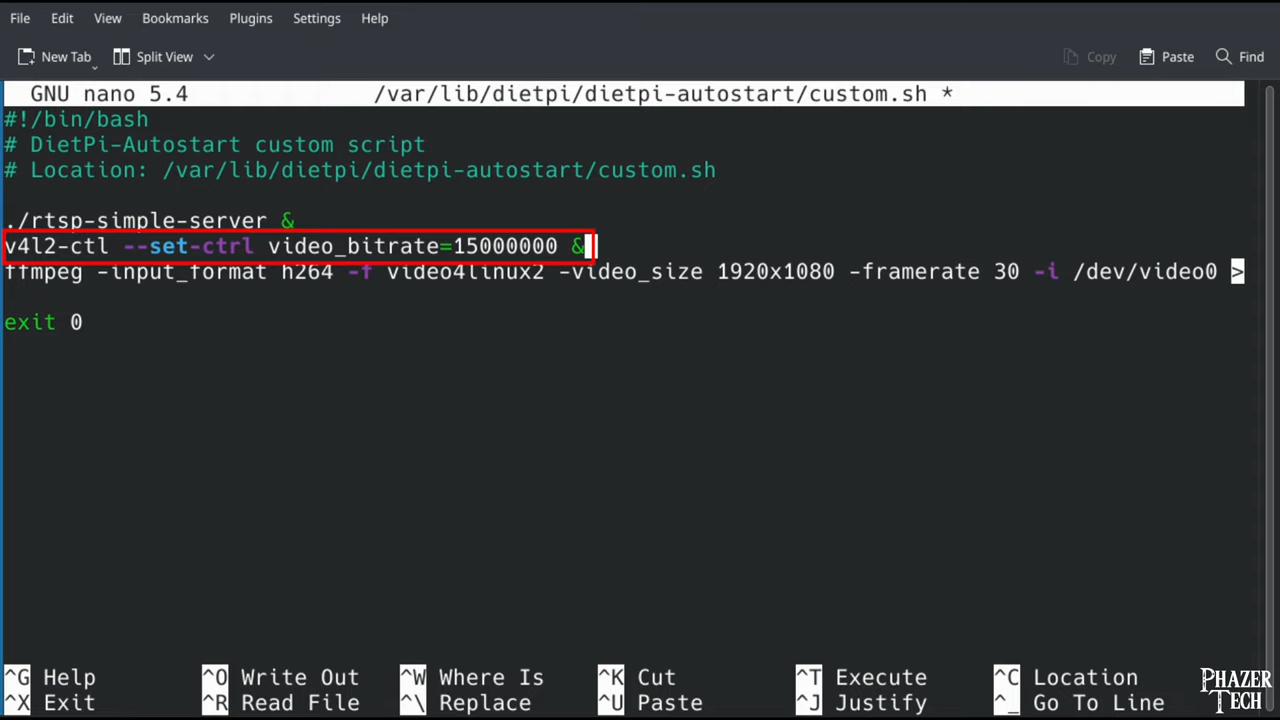 File Edit View Bookmarks Plugins Settings Help
New Tab Split View Copy Paste Find
GNU nano 5.4 /var/lib/dietpi/dietpi-autostart/custom.sh *
#!/bin/bash
# DietPi-Autostart custom script
# Location: /var/lib/dietpi/dietpi-autostart/custom.sh
./rtsp-simple-server &
v4l2-ctl --set-ctrl video_bitrate=15000000 &
ffmpeg -input_format h264 -f video4linux2 -video_size 1920x1080 -framerate 30 -i /dev/video0 >
exit 0
^G Help ^O Write Out ^W Where Is ^K Cut ^T Execute ^C Location
^X Exit ^R Read File ^\ Replace ^U Paste ^J Justify ^_ Go To Line
PHAZER
TECH